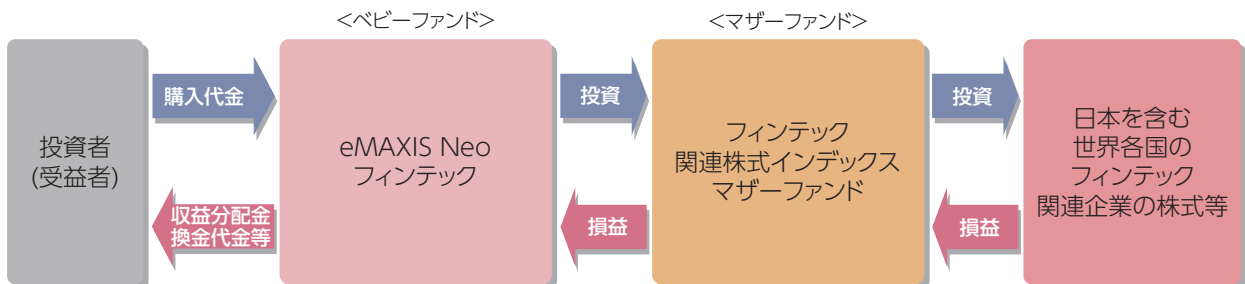 <ベビーファンド>
<マザーファンド>
投資者
(受益者)
購入代金
収益分配金
換金代金等
eMAXIS Neo
フィンテック
投資
損益
フィンテック
関連株式インデックス
マザーファンド
投資
損益
日本を含む
世界各国の
フィンテック
関連企業の株式等